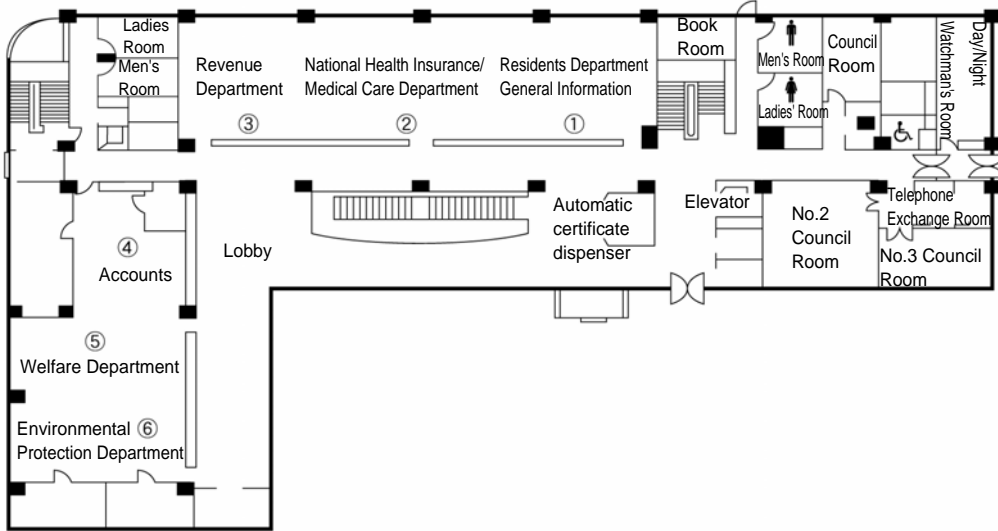 Ladies
Room
Men's
Room
Revenue
Department
③
National Health Insurance/
Medical Care Department
②
Residents Department
General Information
①
Book
Room
Men's Room
Ladies' Room
Council
Room
Day/Night
Watchman's Room
④
Accounts
Lobby
Automatic
certificate
dispenser
Elevator
No.2
Council
Room
Telephone
Exchange Room
No.3 Council
Room
⑤
Welfare Department
Environmental ⑥
Protection Department